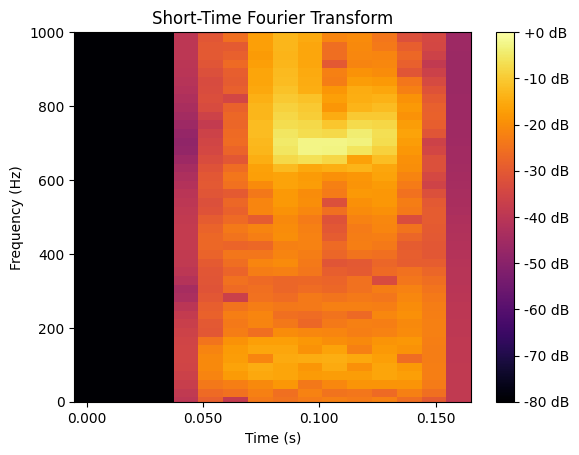 Short-Time Fourier Transform
1000
800
600
400
200
0
Frequency (Hz)
0.000
0.050
0.100
0.150
Time (s)
+0 dB
-10 dB
-20 dB
-30 dB
-40 dB
-50 dB
-60 dB
-70 dB
-80 dB